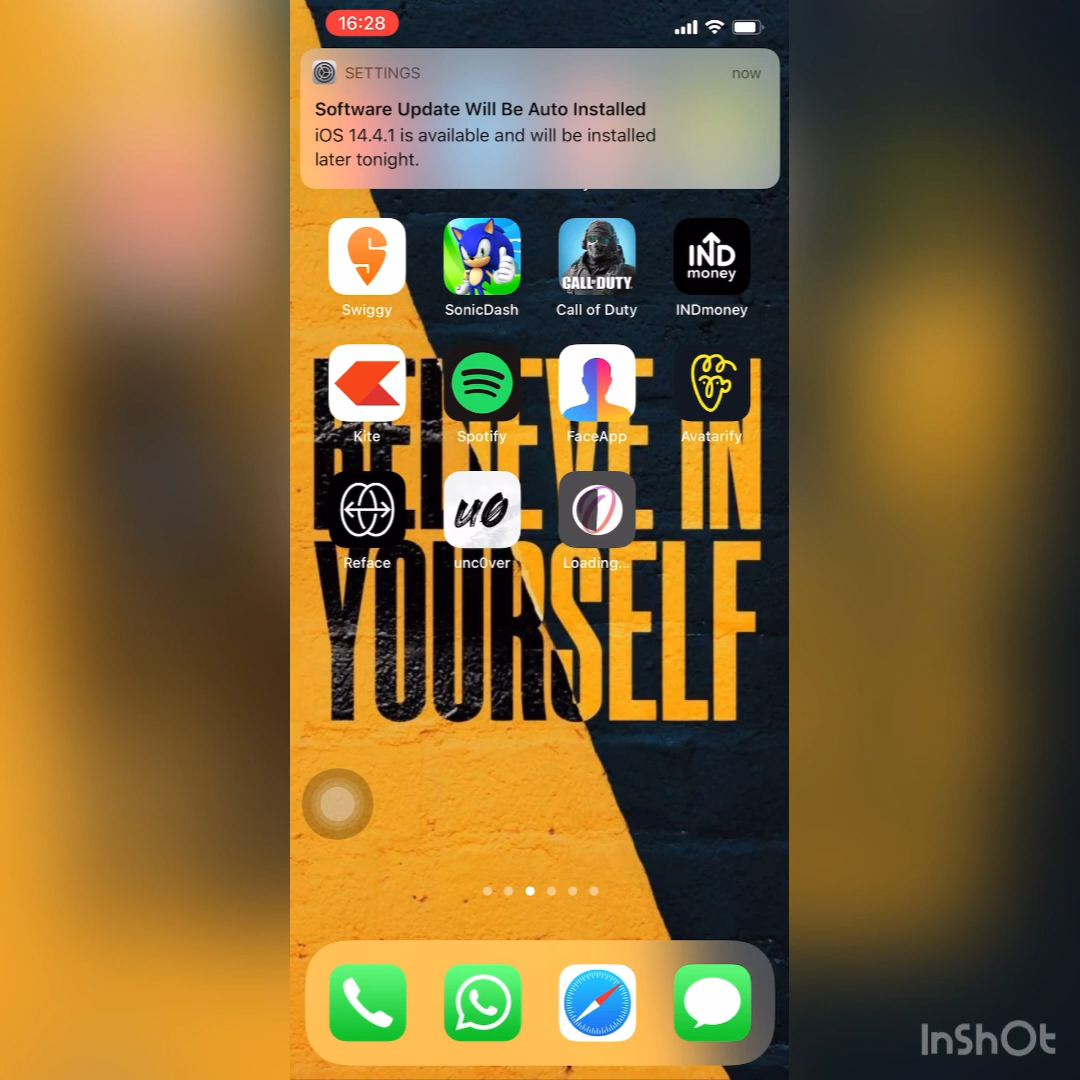 16:28
SETTINGS
now
Software Update Will Be Auto Installed
iOS 14.4.1 is available and will be installed
later tonight.
Swiggy
SonicDash
CALL·DUTY
Call of Duty
IND
money
INDmoney
Kite
Spotify
FaceApp
Avatarify
BELIEVE IN
Reface
u0
unc0ver
Loading...
YOURSELF
InShOt